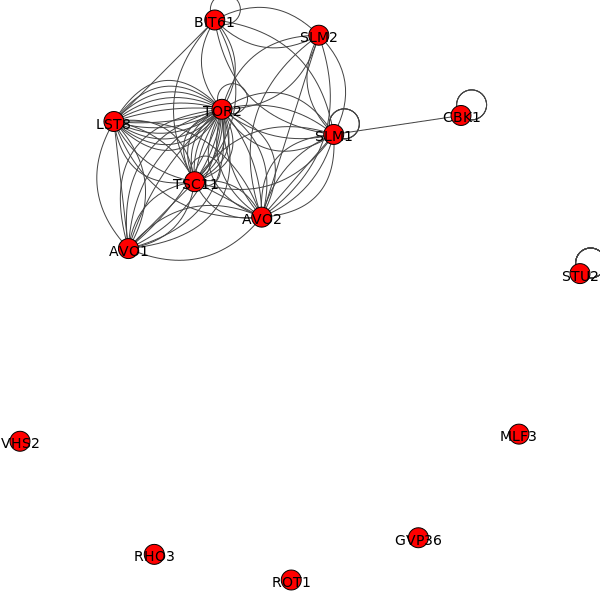 BIT61
SLM2
TOR2
CBK1
LST8
SLM1
TSC11
AVO2
AVO1
STU2
MLF3
VHS2
GVP36
RHO3
ROT1